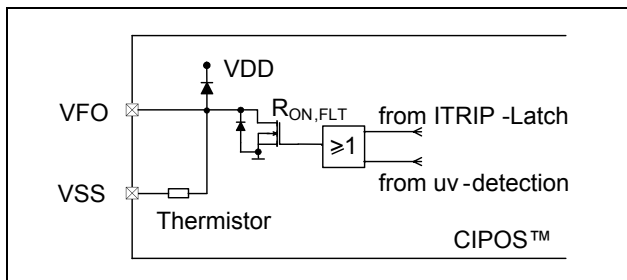 VDD
VFO
R_ON,FLT
from ITRIP -Latch
≥1
from uv -detection
VSS
Thermistor
CIPOS™